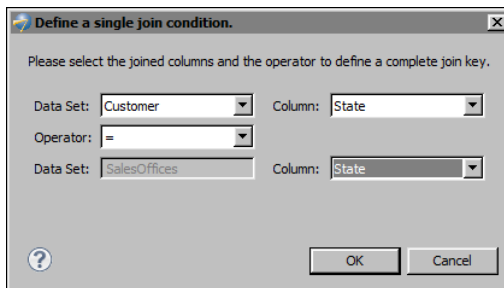 Define a single join condition.
Please select the joined columns and the operator to define a complete join key.
Data Set: Customer Column: State
Operator: =
Data Set: SalesOffices Column: State
? OK Cancel